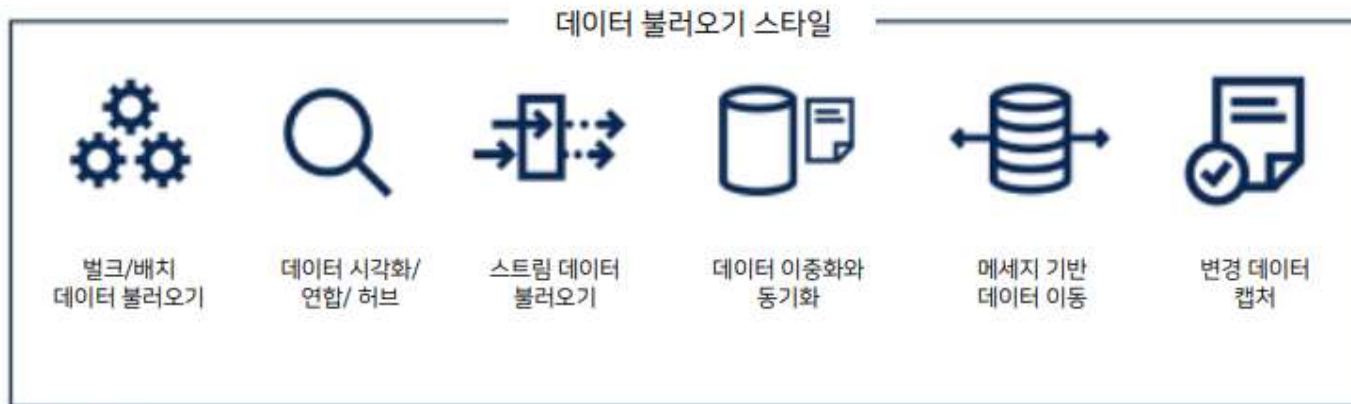 데이터 불러오기 스타일
벌크/배치
데이터 불러오기
데이터 시각화/
연합/ 허브
스트림 데이터
불러오기
데이터 이중화와
동기화
메세지 기반
데이터 이동
변경 데이터
캡처